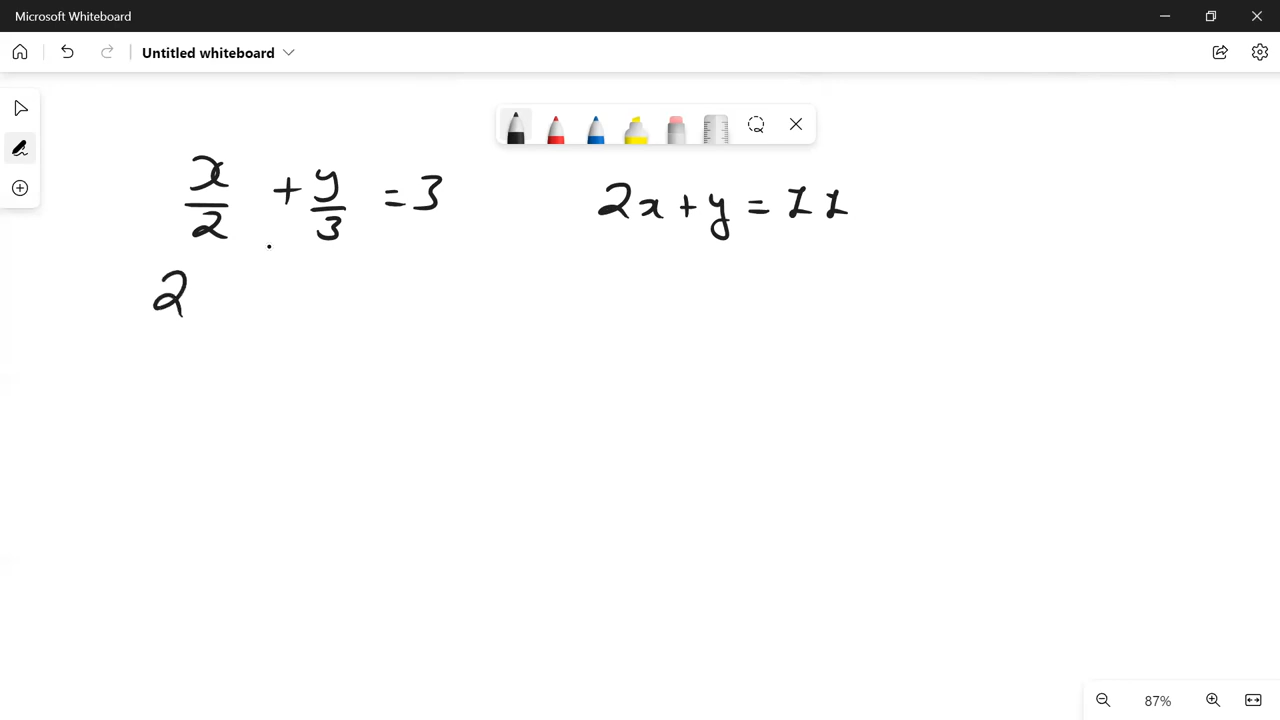 Microsoft Whiteboard
Untitled whiteboard
x/2 + y/3 = 3
2x + y = 11
2
87%